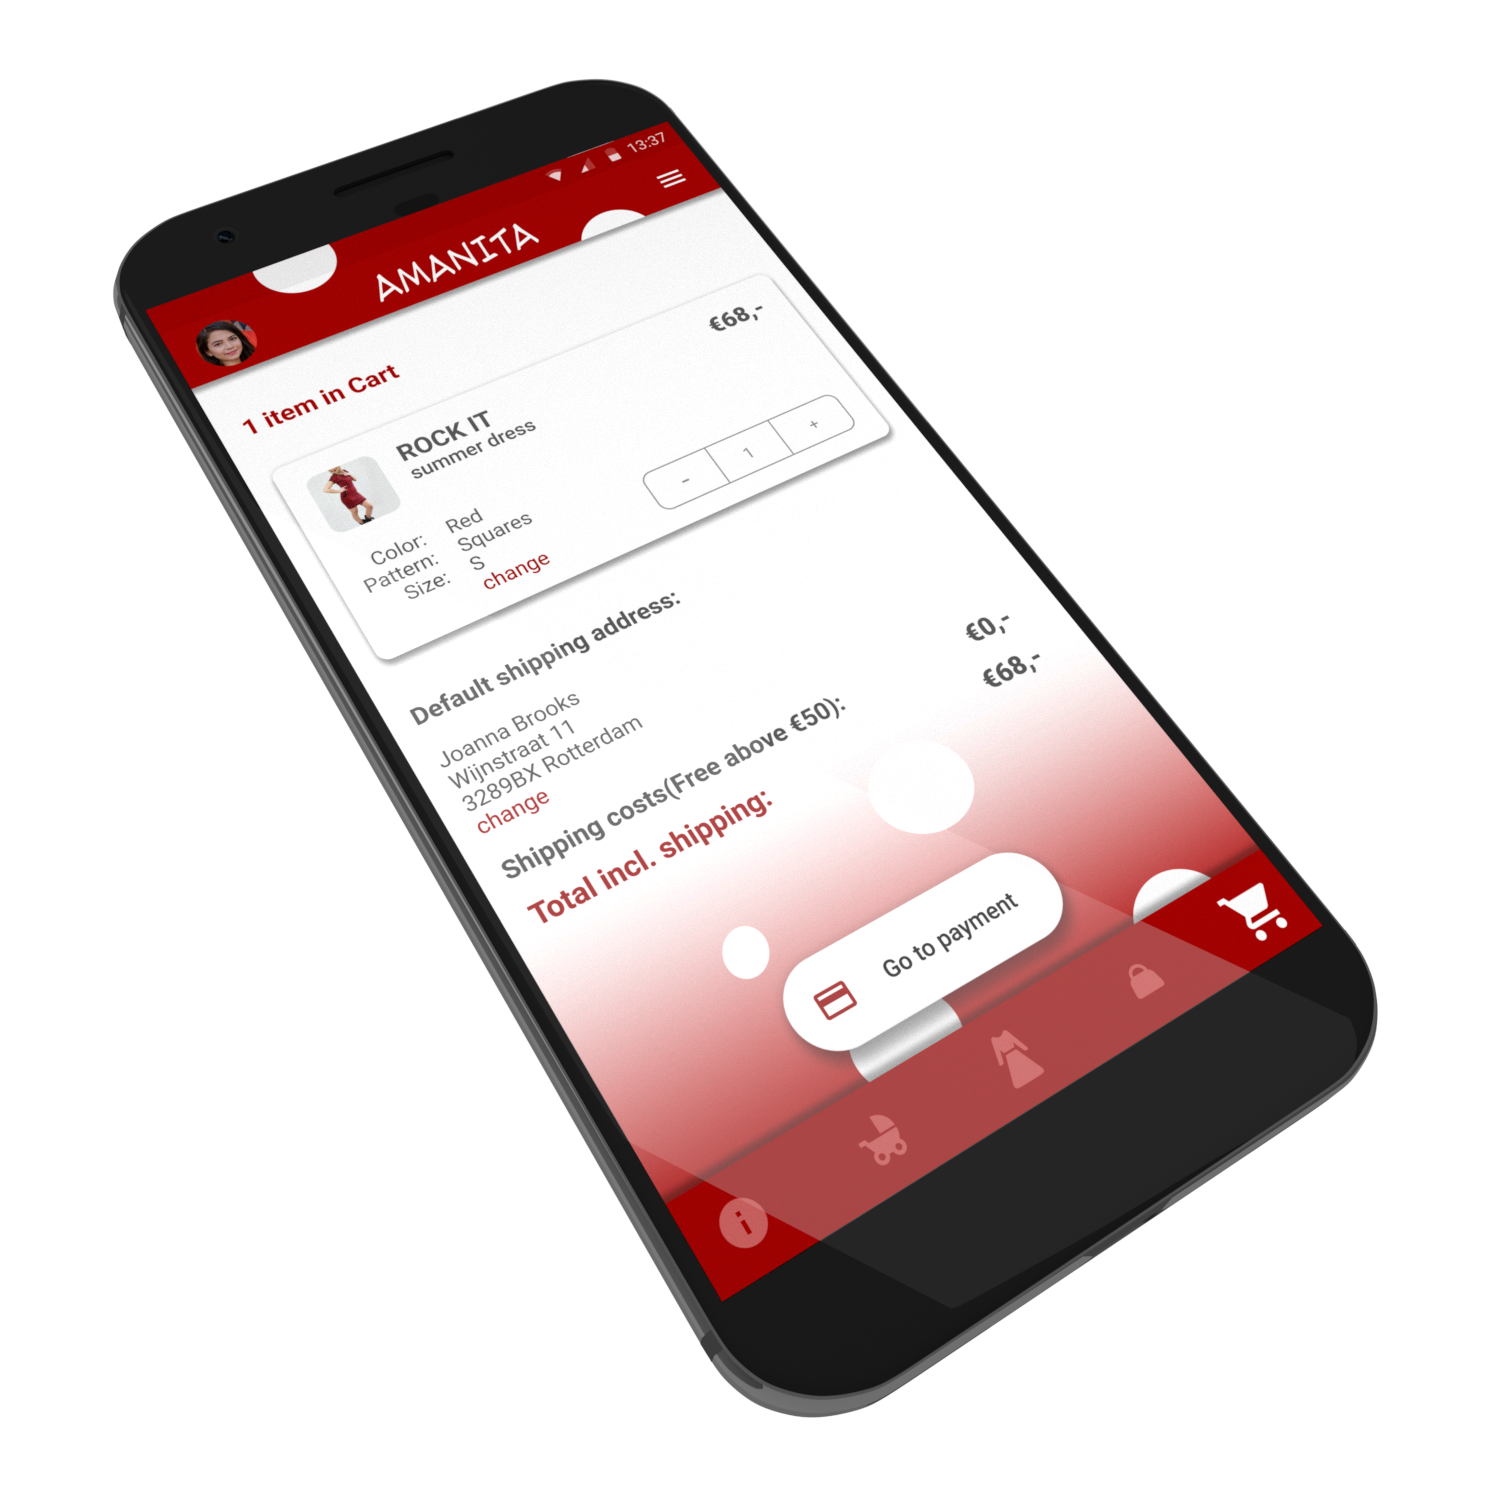 13:37
AMANITA
1 item in Cart
€68,-
ROCK IT
summer dress
- 1 +
Color: Red
Pattern: Squares
Size: S
change
Default shipping address:
Joanna Brooks
Wijnstraat 11
3289BX Rotterdam
change
Shipping costs(Free above €50): €0,-
Total incl. shipping: €68,-
Go to payment